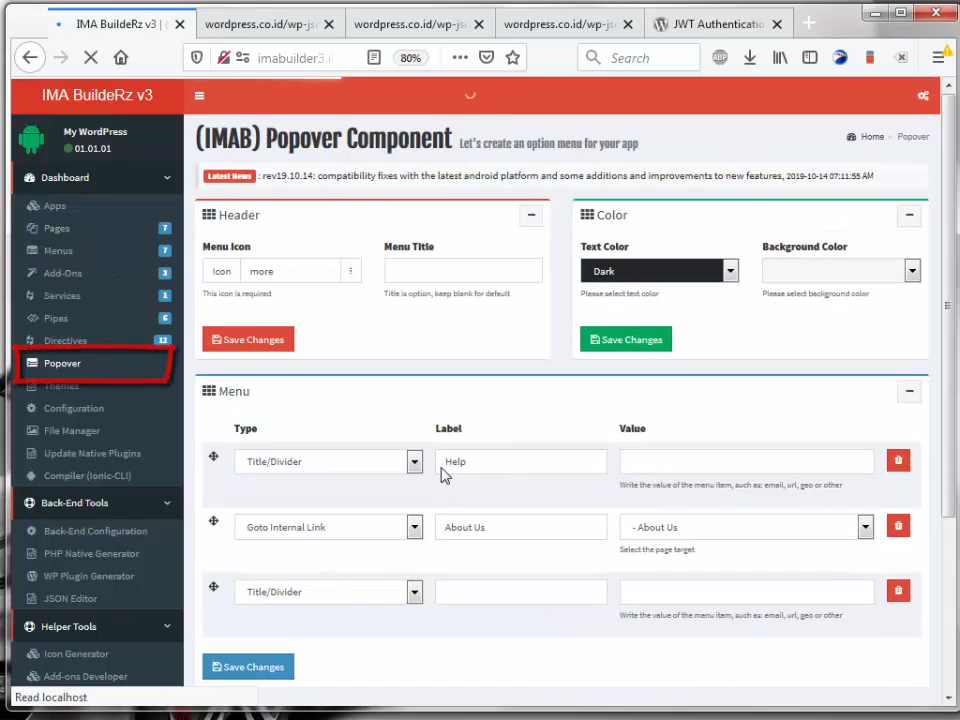 IMA BuildeRz v3 | (
wordpress.co.id/wp-js
wordpress.co.id/wp-js
wordpress.co.id/wp-js
JWT Authenticatio
imabuilder3.
80%
Search
ABP
IMA BuildeRz v3
My WordPress
01.01.01
Dashboard
Apps
Pages 7
Menus 7
Add-Ons 3
Services 1
Pipes 6
Directives 12
Popover
Themes
Configuration
File Manager
Update Native Plugins
Compiler (Ionic-CLI)
Back-End Tools
Back-End Configuration
PHP Native Generator
WP Plugin Generator
JSON Editor
Helper Tools
Icon Generator
Add-ons Developer
(IMAB) Popover Component Let's create an option menu for your app
Home - Popover
Latest News : rev19.10.14: compatibility fixes with the latest android platform and some additions and improvements to new features, 2019-10-14 07:11:55 AM
Header
Menu Icon Menu Title
Icon more
This icon is required Title is option, keep blank for default
Save Changes
Color
Text Color Background Color
Dark
Please select text color Please select background color
Save Changes
Menu
Type Label Value
Title/Divider Help
Write the value of the menu item, such as: email, url, geo or other
Goto Internal Link About Us - About Us
Select the page target
Title/Divider
Write the value of the menu item, such as: email, url, geo or other
Save Changes
Read localhost